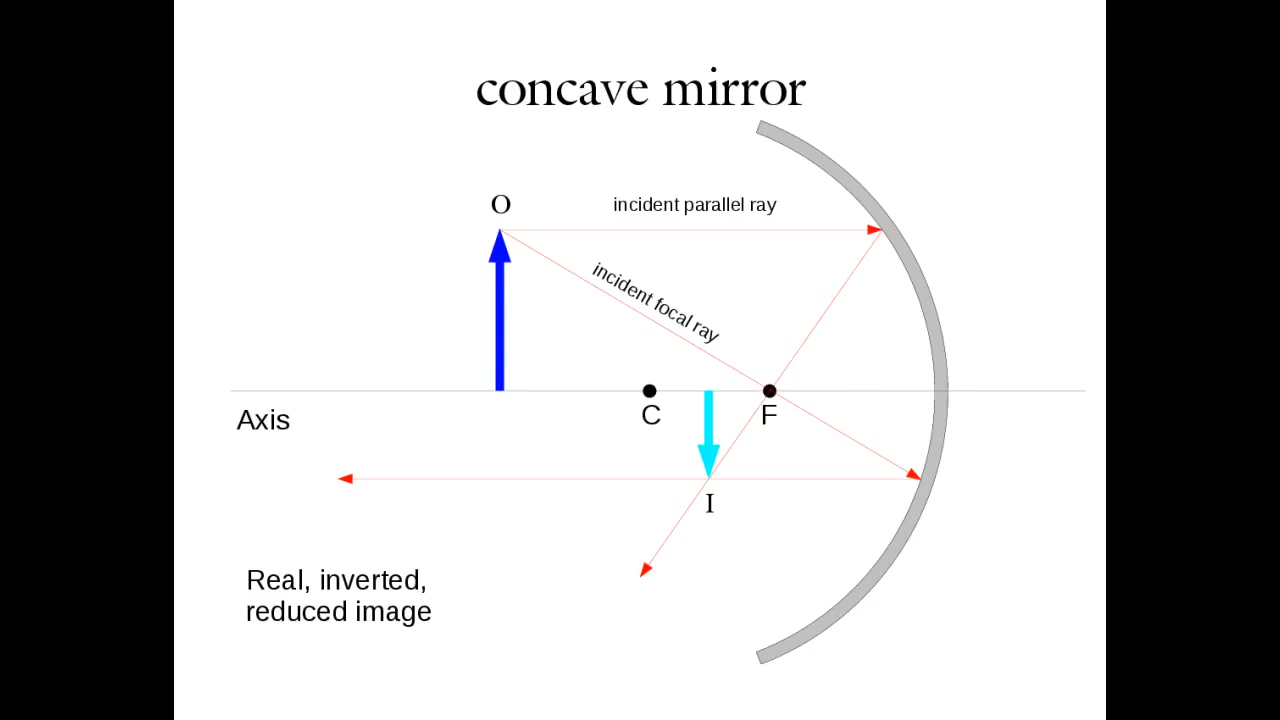 concave mirror
O
incident parallel ray
incident focal ray
C
F
Axis
I
Real, inverted,
reduced image